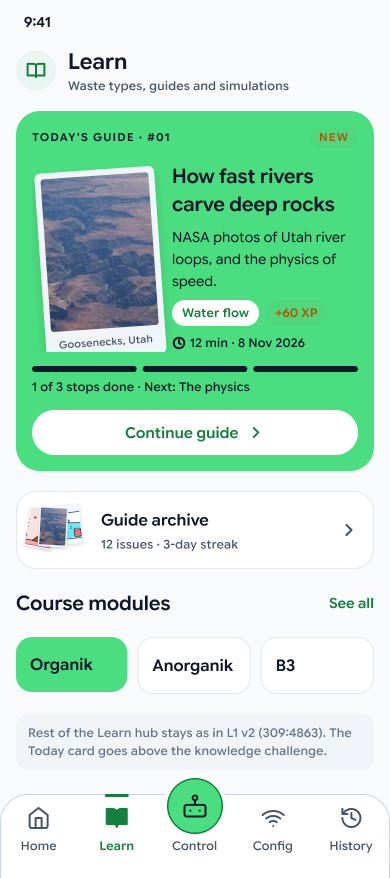 9:41
Learn
Waste types, guides and simulations
TODAY'S GUIDE · #01
NEW
How fast rivers
carve deep rocks
NASA photos of Utah river
loops, and the physics of
speed.
Goosenecks, Utah
Water flow
+60 XP
12 min · 8 Nov 2026
1 of 3 stops done · Next: The physics
Continue guide
Guide archive
12 issues · 3-day streak
Course modules
See all
Organik
Anorganik
B3
Rest of the Learn hub stays as in L1 v2 (309:4863). The
Today card goes above the knowledge challenge.
Home
Learn
Control
Config
History